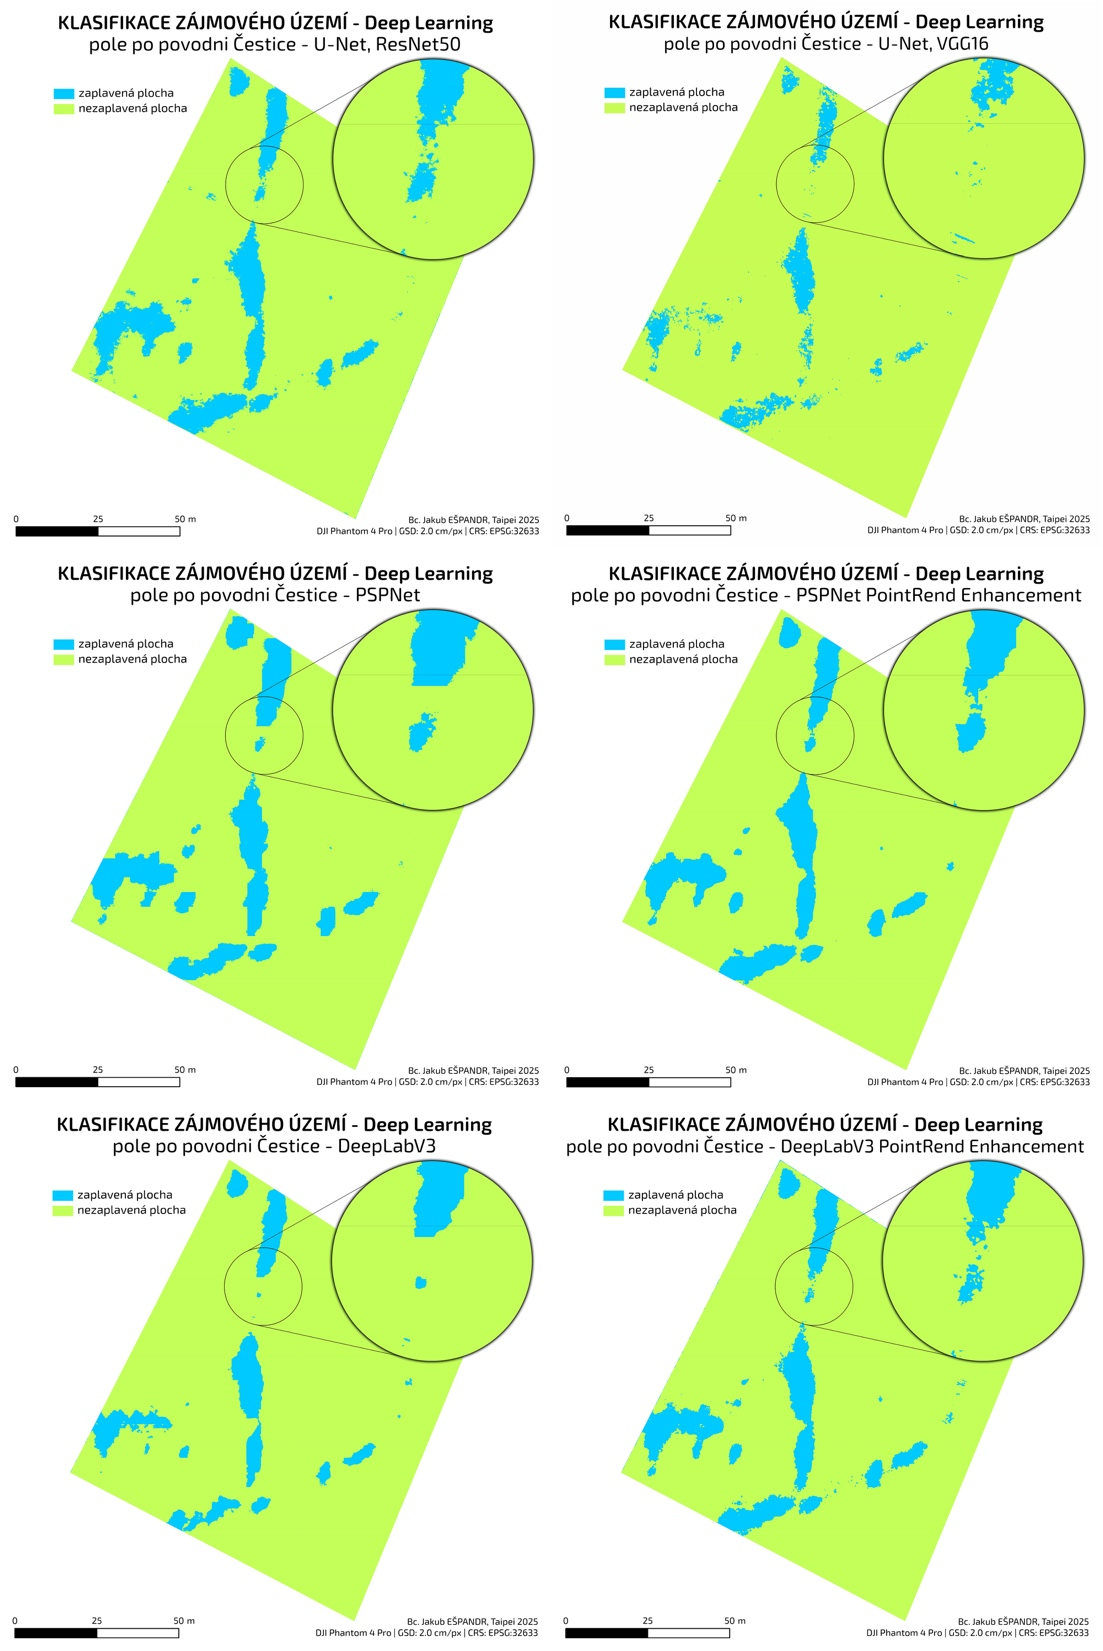 KLASIFIKACE ZÁJMOVÉHO ÚZEMÍ - Deep Learning
pole po povodni Čestice - U-Net, ResNet50
zaplavená plocha
nezaplavená plocha
0 25 50 m
Bc. Jakub EŠPANDR, Taipei 2025
DJI Phantom 4 Pro | GSD: 2.0 cm/px | CRS: EPSG:32633
KLASIFIKACE ZÁJMOVÉHO ÚZEMÍ - Deep Learning
pole po povodni Čestice - U-Net, VGG16
zaplavená plocha
nezaplavená plocha
0 25 50 m
Bc. Jakub EŠPANDR, Taipei 2025
DJI Phantom 4 Pro | GSD: 2.0 cm/px | CRS: EPSG:32633
KLASIFIKACE ZÁJMOVÉHO ÚZEMÍ - Deep Learning
pole po povodni Čestice - PSPNet
zaplavená plocha
nezaplavená plocha
0 25 50 m
Bc. Jakub EŠPANDR, Taipei 2025
DJI Phantom 4 Pro | GSD: 2.0 cm/px | CRS: EPSG:32633
KLASIFIKACE ZÁJMOVÉHO ÚZEMÍ - Deep Learning
pole po povodni Čestice - PSPNet PointRend Enhancement
zaplavená plocha
nezaplavená plocha
0 25 50 m
Bc. Jakub EŠPANDR, Taipei 2025
DJI Phantom 4 Pro | GSD: 2.0 cm/px | CRS: EPSG:32633
KLASIFIKACE ZÁJMOVÉHO ÚZEMÍ - Deep Learning
pole po povodni Čestice - DeepLabV3
zaplavená plocha
nezaplavená plocha
0 25 50 m
Bc. Jakub EŠPANDR, Taipei 2025
DJI Phantom 4 Pro | GSD: 2.0 cm/px | CRS: EPSG:32633
KLASIFIKACE ZÁJMOVÉHO ÚZEMÍ - Deep Learning
pole po povodni Čestice - DeepLabV3 PointRend Enhancement
zaplavená plocha
nezaplavená plocha
0 25 50 m
Bc. Jakub EŠPANDR, Taipei 2025
DJI Phantom 4 Pro | GSD: 2.0 cm/px | CRS: EPSG:32633